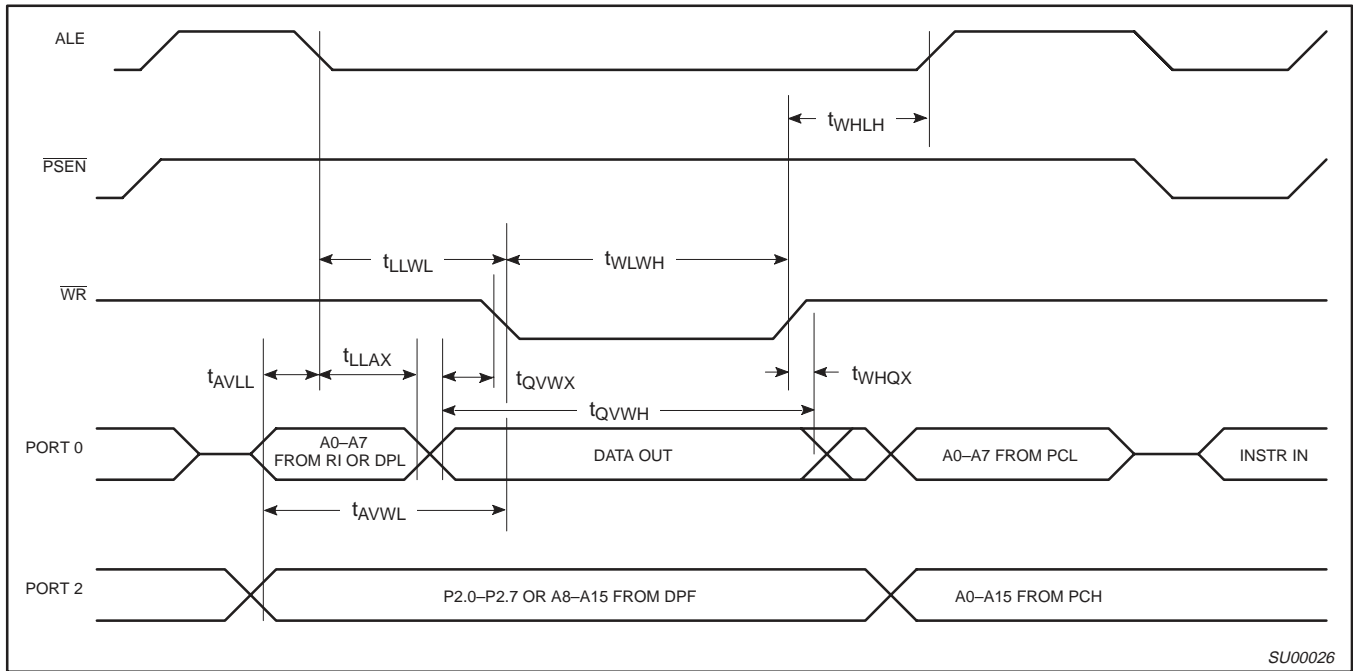 ALE
tWHLH
PSEN
tLLWL
tWLWH
WR
tLLAX
tAVLL
tQVWX
tWHQX
tQVWH
PORT 0
A0–A7
FROM RI OR DPL
DATA OUT
A0–A7 FROM PCL
INSTR IN
tAVWL
PORT 2
P2.0–P2.7 OR A8–A15 FROM DPF
A0–A15 FROM PCH
SU00026